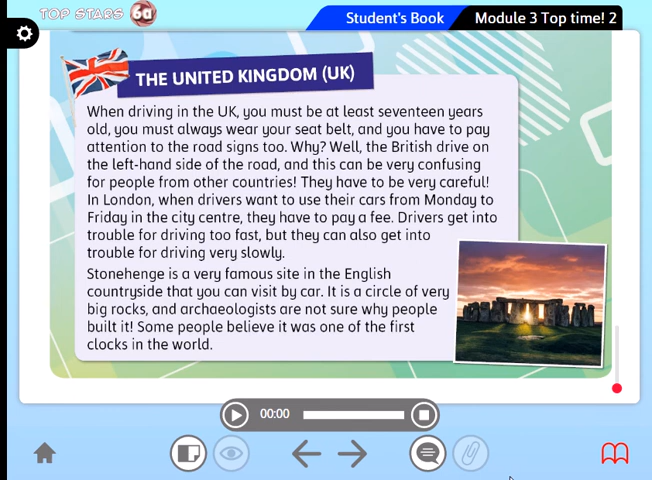 TOP STARS 6a
Student's Book
Module 3 Top time! 2
THE UNITED KINGDOM (UK)
When driving in the UK, you must be at least seventeen years
old, you must always wear your seat belt, and you have to pay
attention to the road signs too. Why? Well, the British drive on
the left-hand side of the road, and this can be very confusing
for people from other countries! They have to be very careful!
In London, when drivers want to use their cars from Monday to
Friday in the city centre, they have to pay a fee. Drivers get into
trouble for driving too fast, but they can also get into
trouble for driving very slowly.
Stonehenge is a very famous site in the English
countryside that you can visit by car. It is a circle of very
big rocks, and archaeologists are not sure why people
built it! Some people believe it was one of the first
clocks in the world.
00:00